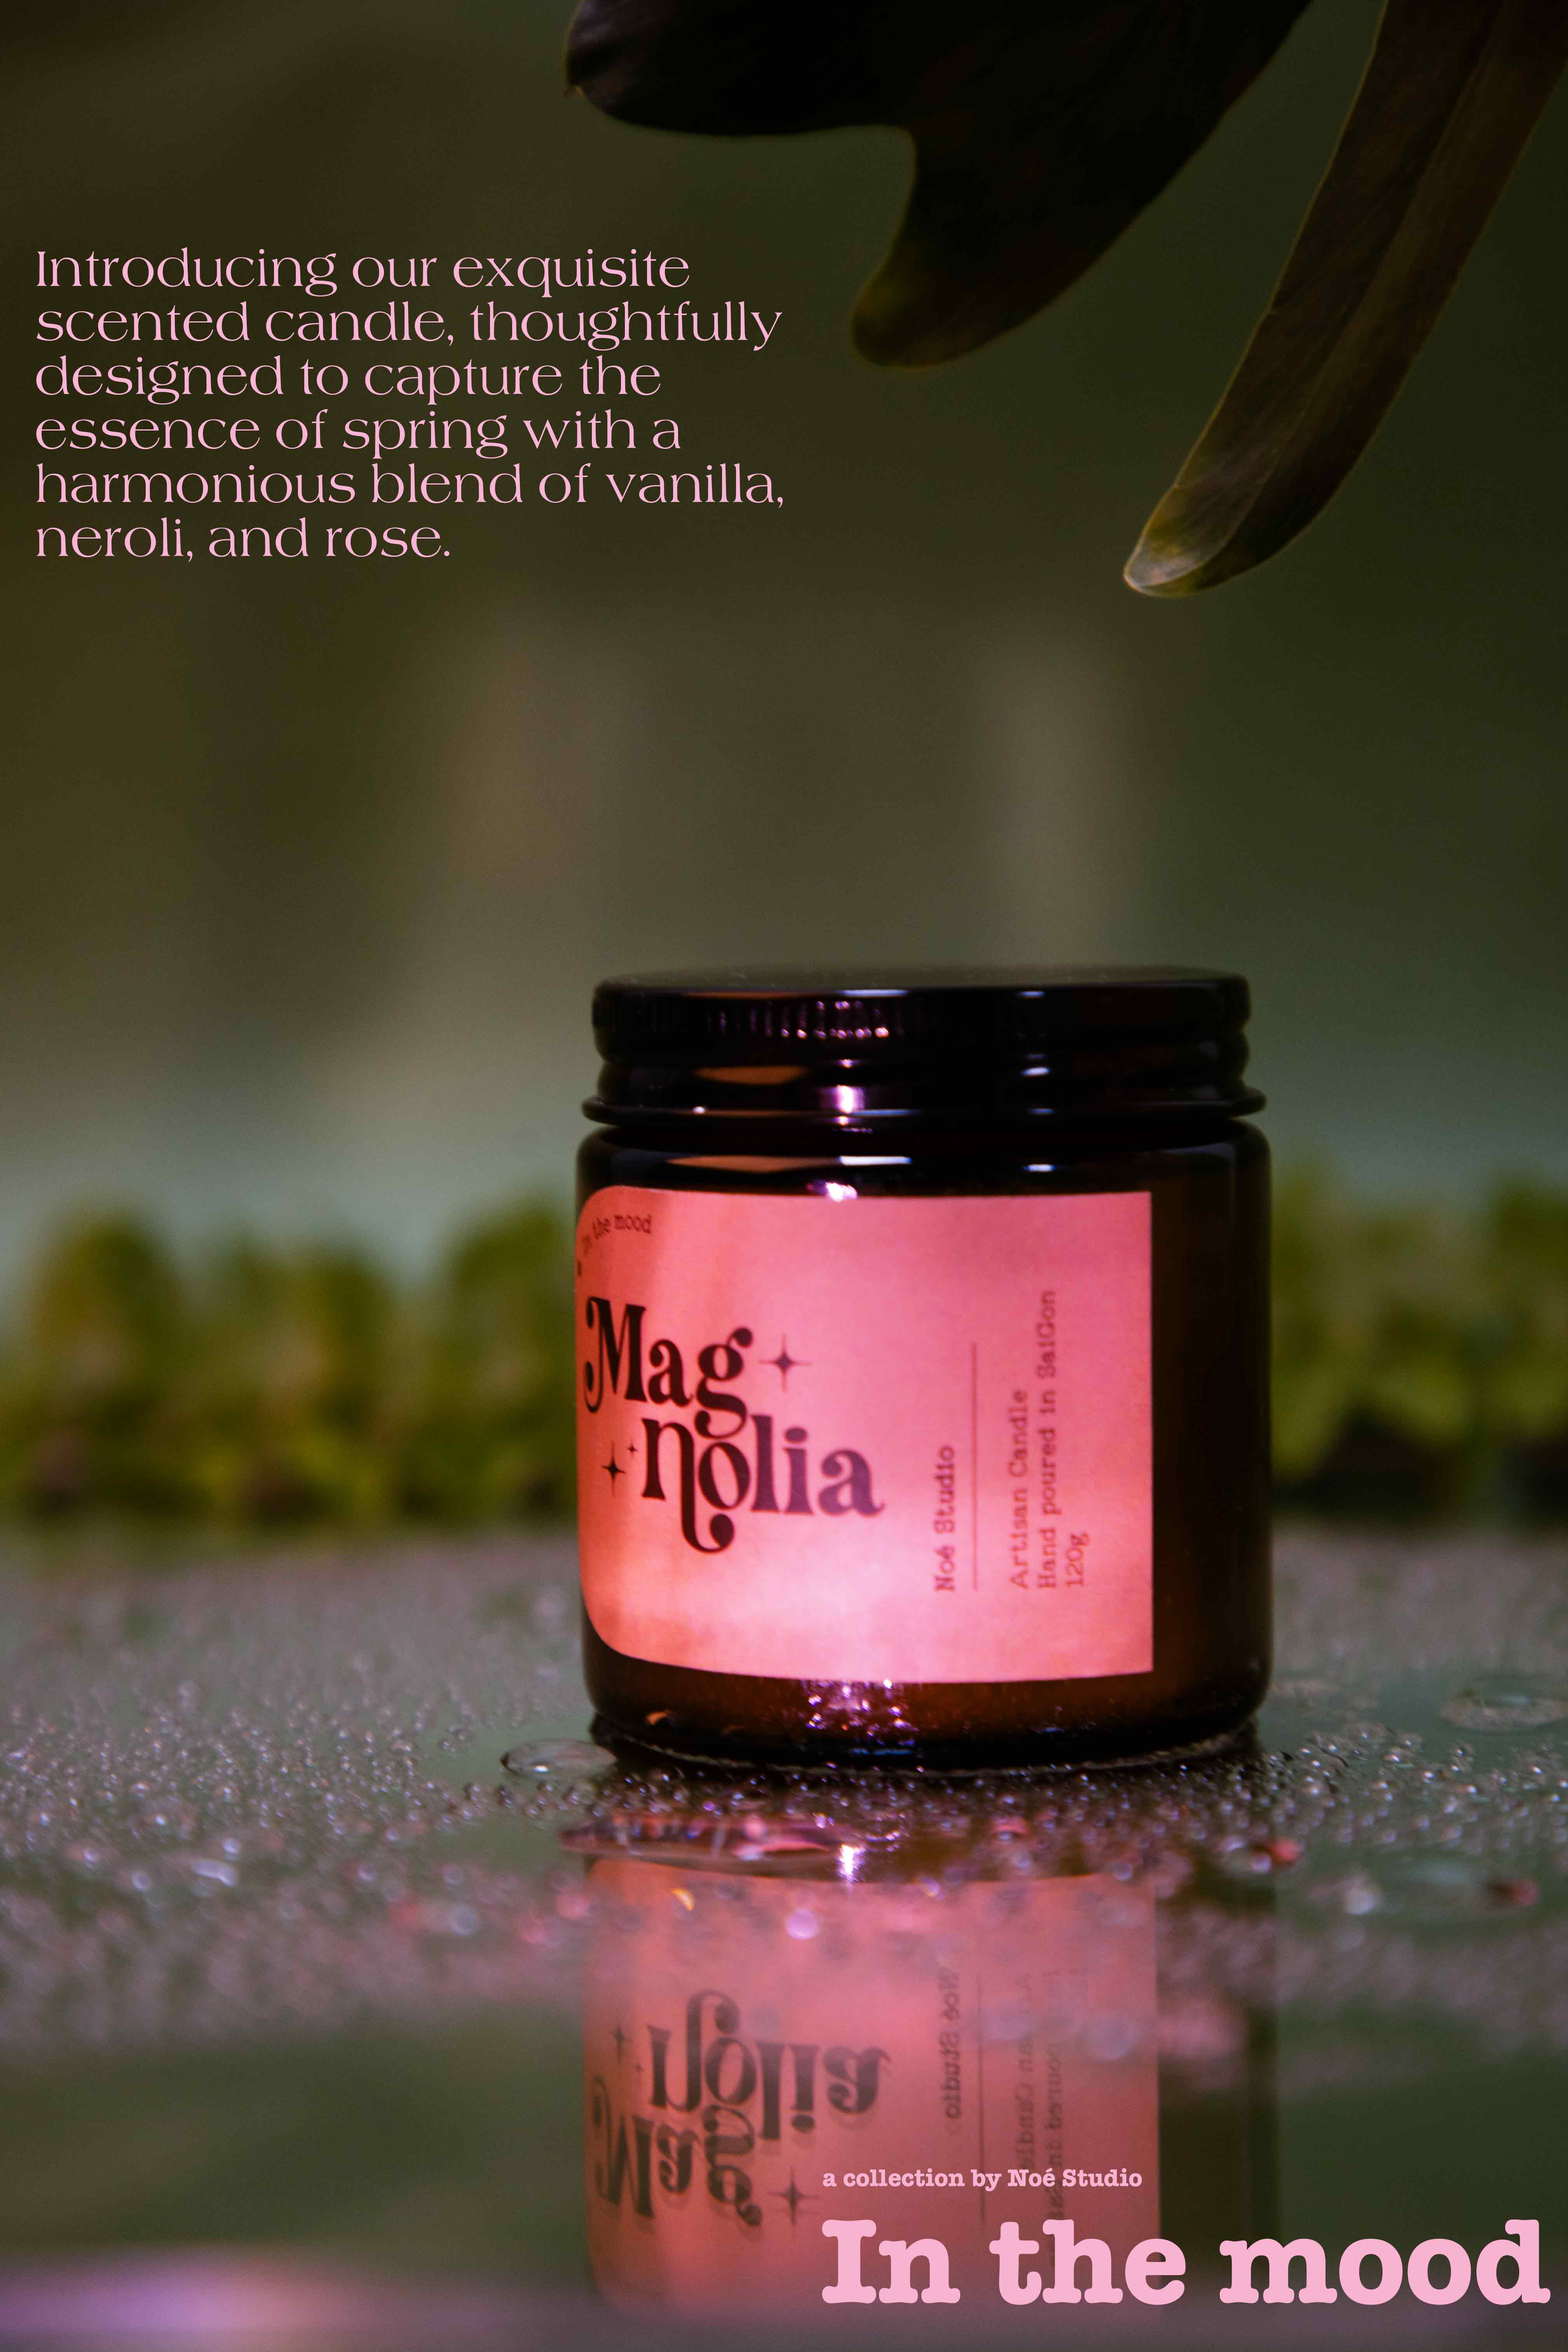 Introducing our exquisite
scented candle, thoughtfully
designed to capture the
essence of spring with a
harmonious blend of vanilla,
neroli, and rose.
in the mood
Mag
nolia
Noé Studio
Artisan Candle
Hand poured in SaiGon
120g
a collection by Noé Studio
In the mood